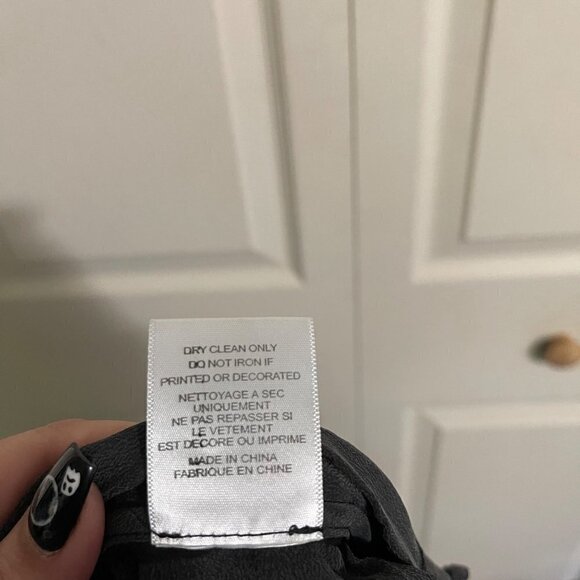 DRY CLEAN ONLY
DO NOT IRON IF
PRINTED OR DECORATED
NETTOYAGE A SEC
UNIQUEMENT
NE PAS REPASSER SI
LE VETEMENT
EST DECORE OU IMPRIME
MADE IN CHINA
FABRIQUE EN CHINE